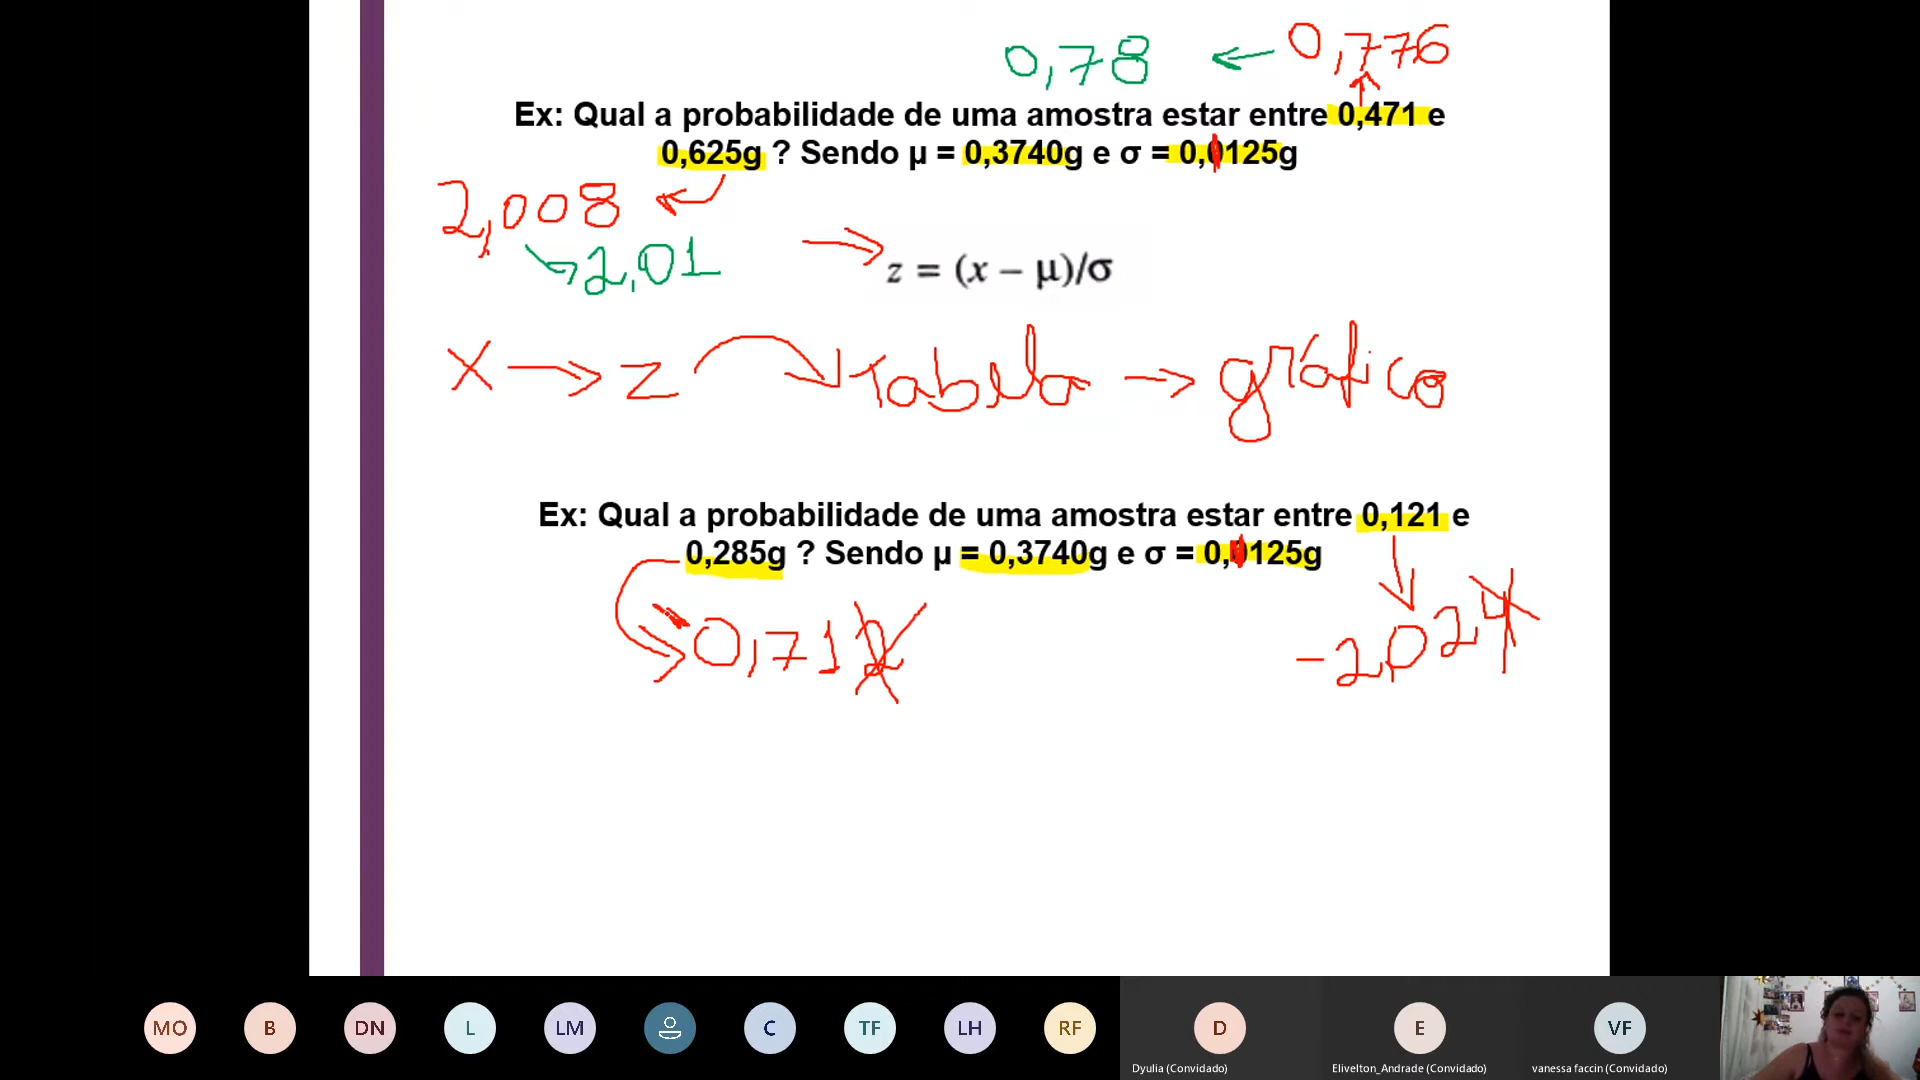 0,78 ← 0,776
Ex: Qual a probabilidade de uma amostra estar entre 0,471 e
0,625g ? Sendo μ = 0,3740g e σ = 0,0125g
2,008
2,01
z = (x – μ)/σ
X → Z Tabela → gráfico
Ex: Qual a probabilidade de uma amostra estar entre 0,121 e
0,285g ? Sendo μ = 0,3740g e σ = 0,0125g
0,712 -2,024
MO B DN L LM C TF LH RF D E VF
Dyulia (Convidado) Elivelton_Andrade (Convidado) vanessa faccin (Convidado)